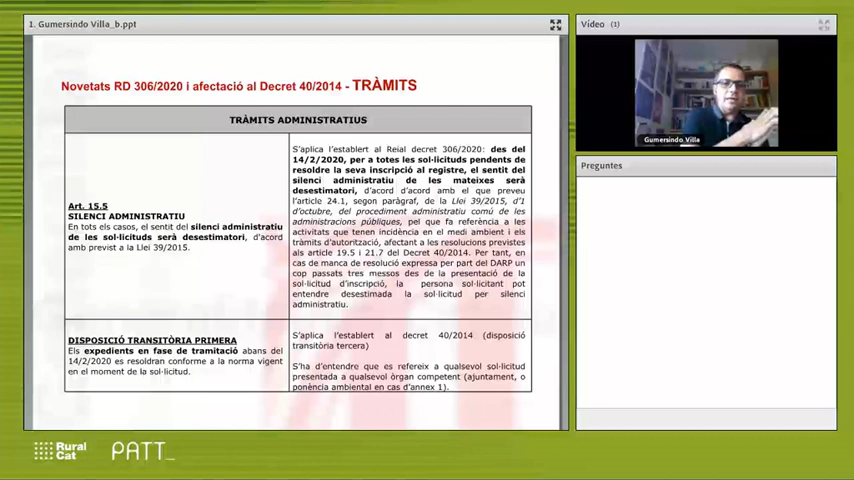 1. Gumersindo Villa_b.ppt
Novetats RD 306/2020 i afectació al Decret 40/2014 - TRÀMITS
TRÀMITS ADMINISTRATIUS
Art. 15.5
SILENCI ADMINISTRATIU
En tots els casos, el sentit del silenci administratiu
de les sol·licituds serà desestimatori, d'acord
amb previst a la Llei 39/2015.
S'aplica l'establert al Reial decret 306/2020: des del
14/2/2020, per a totes les sol·licituds pendents de
resoldre la seva inscripció al registre, el sentit del
silenci administratiu de les mateixes serà
desestimatori, d'acord d'acord amb el que preveu
l'article 24.1, segon paràgraf, de la Llei 39/2015, d'1
d'octubre, del procediment administratiu comú de les
administracions públiques, pel que fa referència a les
activitats que tenen incidència en el medi ambient i els
tràmits d'autorització, afectant a les resolucions previstes
als article 19.5 i 21.7 del Decret 40/2014. Per tant, en
cas de manca de resolució expressa per part del DARP un
cop passats tres messos des de la presentació de la
sol·licitud d'inscripció, la persona sol·licitant pot
entendre desestimada la sol·licitud per silenci
administratiu.
DISPOSICIÓ TRANSITÒRIA PRIMERA
Els expedients en fase de tramitació abans del
14/2/2020 es resoldran conforme a la norma vigent
en el moment de la sol·licitud.
S'aplica l'establert al decret 40/2014 (disposició
transitòria tercera)
S'ha d'entendre que es refereix a qualsevol sol·licitud
presentada a qualsevol òrgan competent (ajuntament, o
ponència ambiental en cas d'annex 1).
Vídeo (1)
Gumersindo Villa
Preguntes
Rural
Cat
PATT_